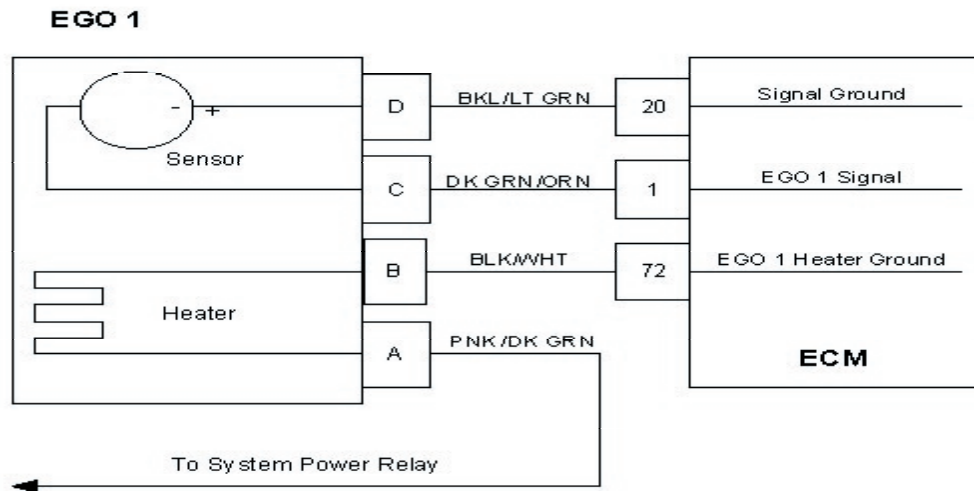 EGO 1
- +
Sensor
Heater
D
C
B
A
BKL/LT GRN
DK GRN/ORN
BLK/WHT
PNK/DK GRN
20
1
72
Signal Ground
EGO 1 Signal
EGO 1 Heater Ground
ECM
To System Power Relay